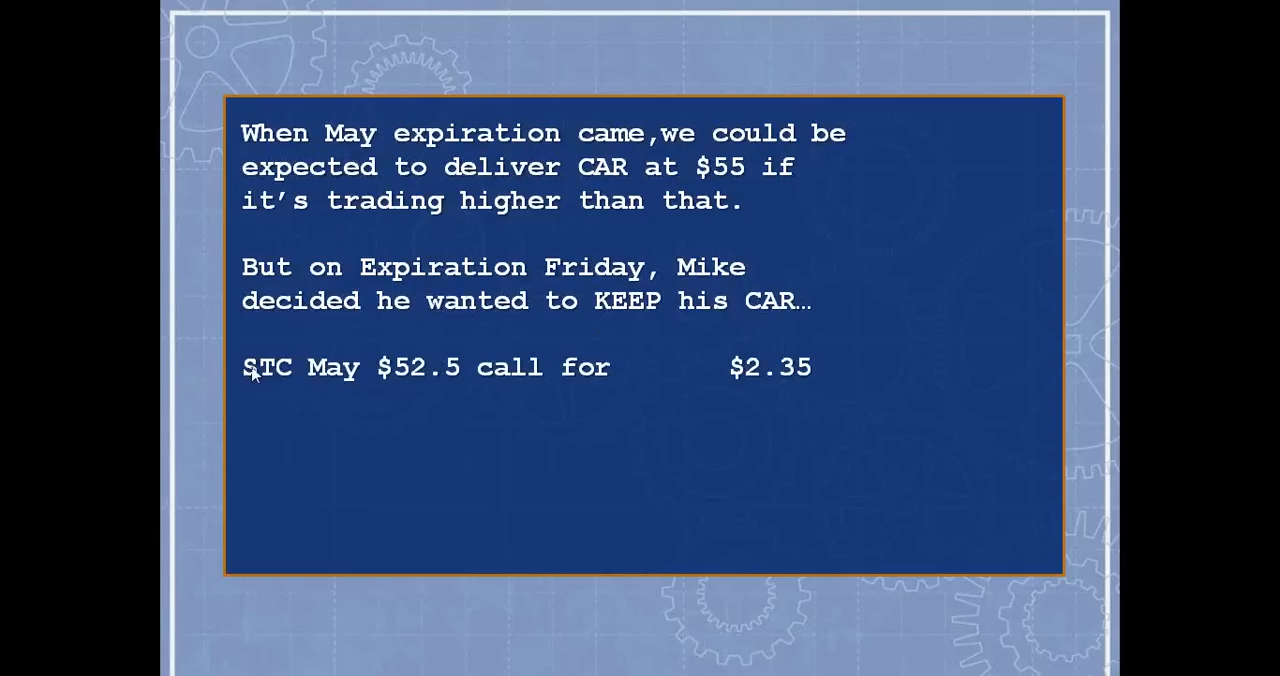 When May expiration came,we could be
expected to deliver CAR at $55 if
it’s trading higher than that.
But on Expiration Friday, Mike
decided he wanted to KEEP his CAR…
STC May $52.5 call for $2.35